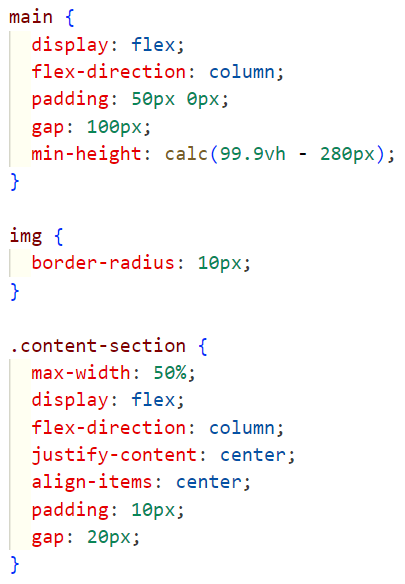 main {
display: flex;
flex-direction: column;
padding: 50px 0px;
gap: 100px;
min-height: calc(99.9vh - 280px);
}
img {
border-radius: 10px;
}
.content-section {
max-width: 50%;
display: flex;
flex-direction: column;
justify-content: center;
align-items: center;
padding: 10px;
gap: 20px;
}